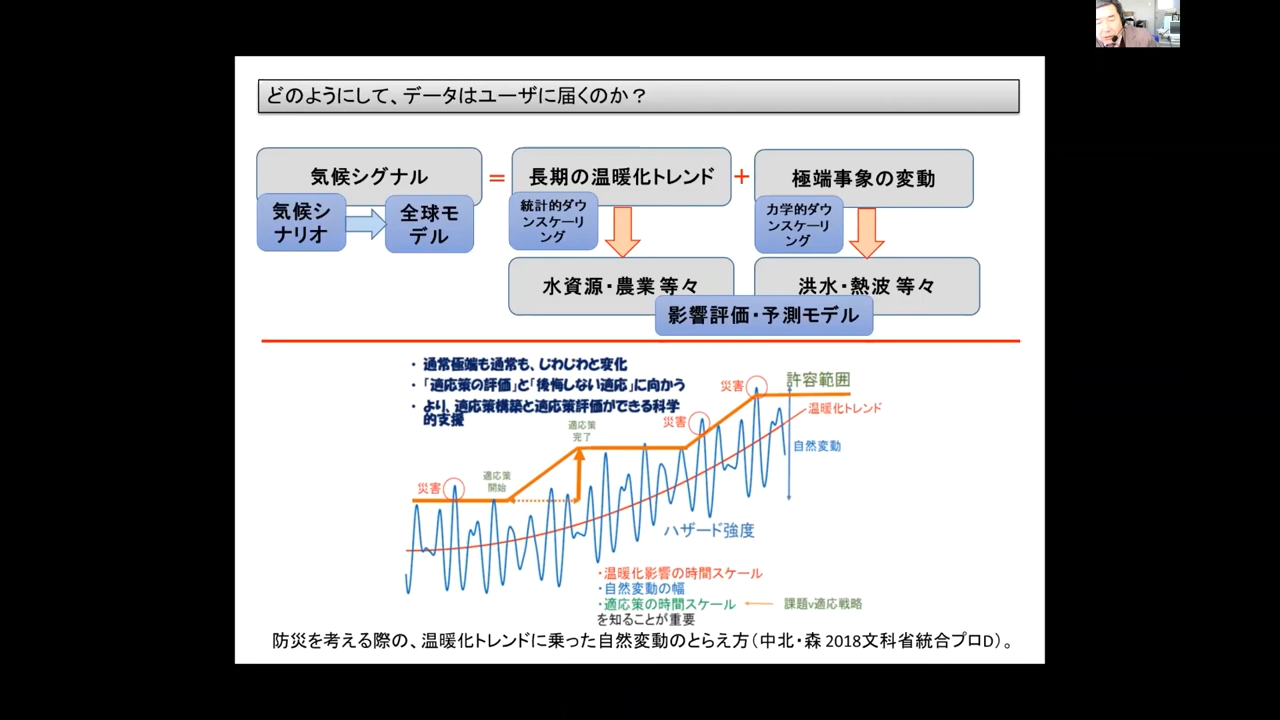 どのようにして、データはユーザに届くのか？
気候シグナル
=
長期の温暖化トレンド
+
極端事象の変動
気候シ
ナリオ
全球モ
デル
統計的ダウ
ンスケーリ
ング
力学的ダウ
ンスケーリ
ング
水資源・農業 等々
洪水・熱波 等々
影響評価・予測モデル
・ 通常極端も通常も、じわじわと変化
・ 「適応策の評価」と「後悔しない適応」に向かう
・ より、適応策構築と適応策評価ができる科学
的支援
災害
許容範囲
温暖化トレンド
災害
適応策
完了
自然変動
適応策
開始
災害
ハザード強度
・温暖化影響の時間スケール
・自然変動の幅
・適応策の時間スケール
課題v適応戦略
を知ることが重要
防災を考える際の、温暖化トレンドに乗った自然変動のとらえ方（中北・森 2018文科省統合プロD）。